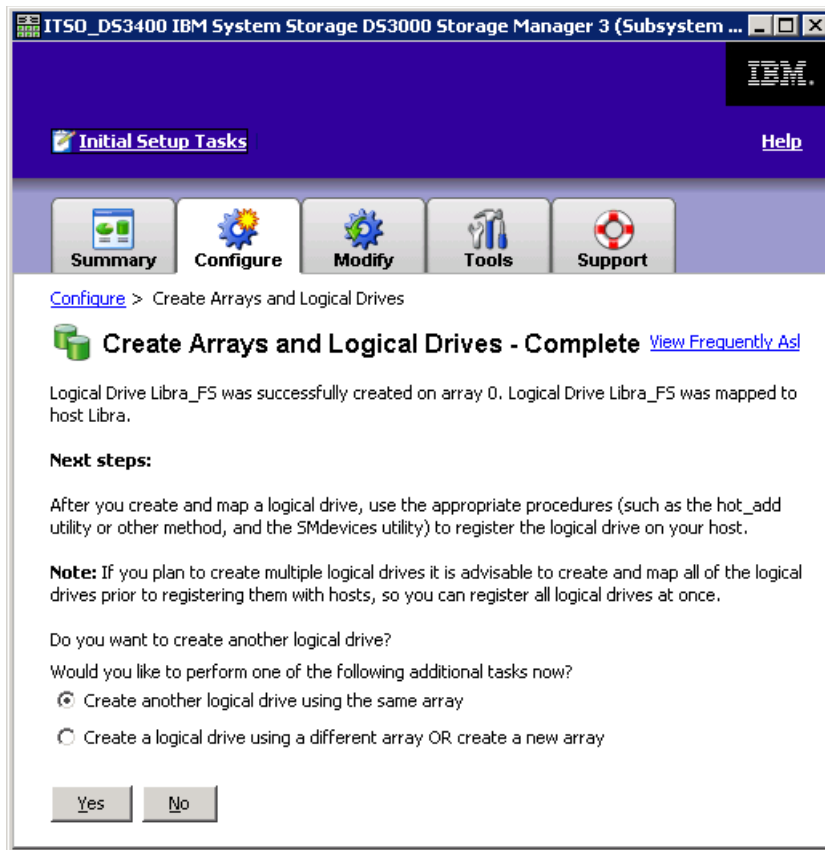 ITSO_DS3400 IBM System Storage DS3000 Storage Manager 3 (Subsystem ...
IBM.
Initial Setup Tasks
Help
Summary
Configure
Modify
Tools
Support
Configure > Create Arrays and Logical Drives
Create Arrays and Logical Drives - Complete View Frequently Asl
Logical Drive Libra_FS was successfully created on array 0. Logical Drive Libra_FS was mapped to
host Libra.
Next steps:
After you create and map a logical drive, use the appropriate procedures (such as the hot_add
utility or other method, and the SMdevices utility) to register the logical drive on your host.
Note: If you plan to create multiple logical drives it is advisable to create and map all of the logical
drives prior to registering them with hosts, so you can register all logical drives at once.
Do you want to create another logical drive?
Would you like to perform one of the following additional tasks now?
Create another logical drive using the same array
Create a logical drive using a different array OR create a new array
Yes
No